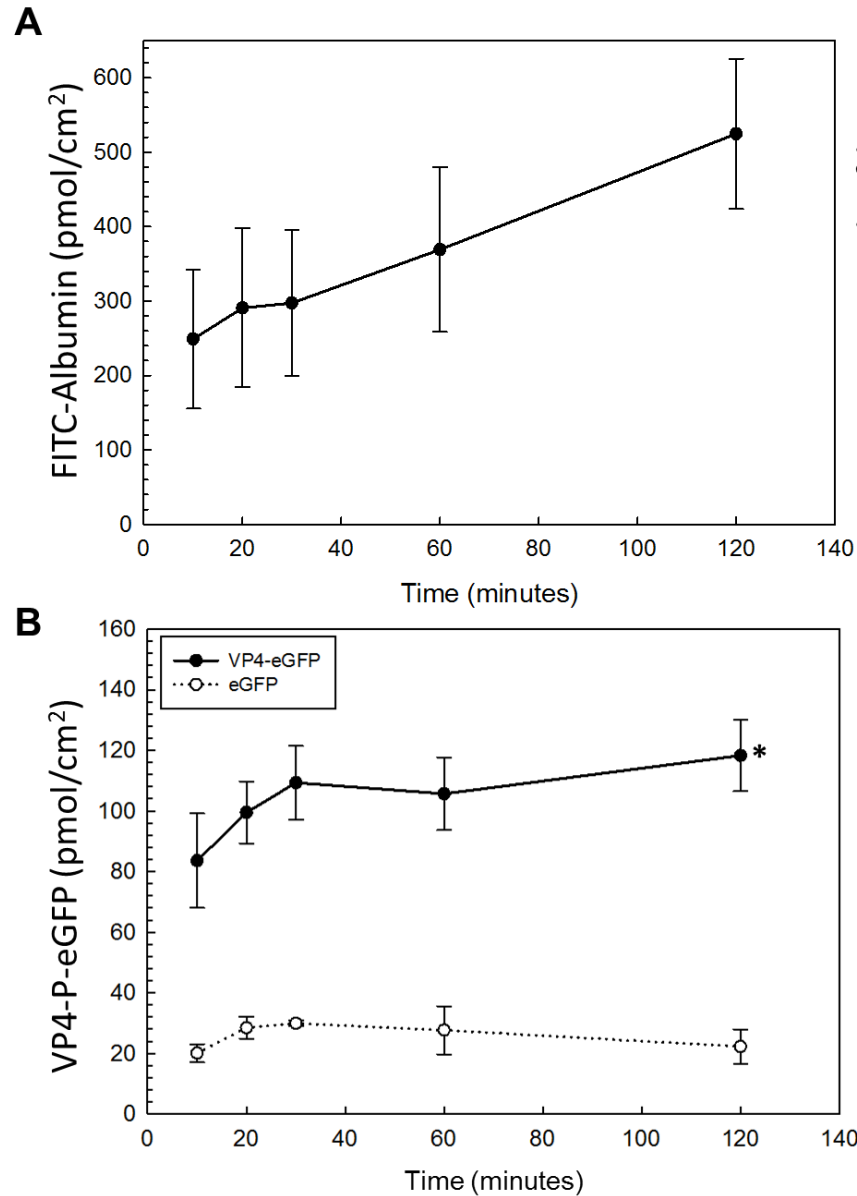 A
FITC-Albumin (pmol/cm²)
600
500
400
300
200
100
0
0 20 40 60 80 100 120 140
Time (minutes)
B
VP4-P-eGFP (pmol/cm²)
160
140
120
100
80
60
40
20
0
VP4-eGFP
eGFP
*
0 20 40 60 80 100 120 140
Time (minutes)